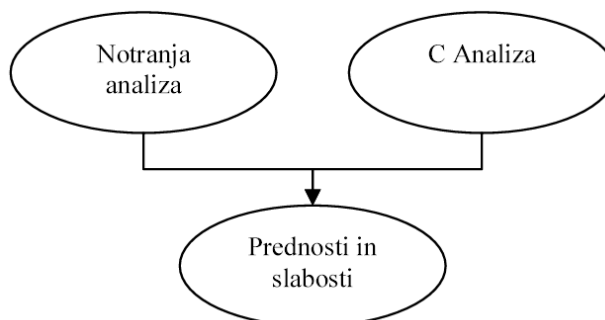 Notranja
analiza
C Analiza
Prednosti in
slabosti